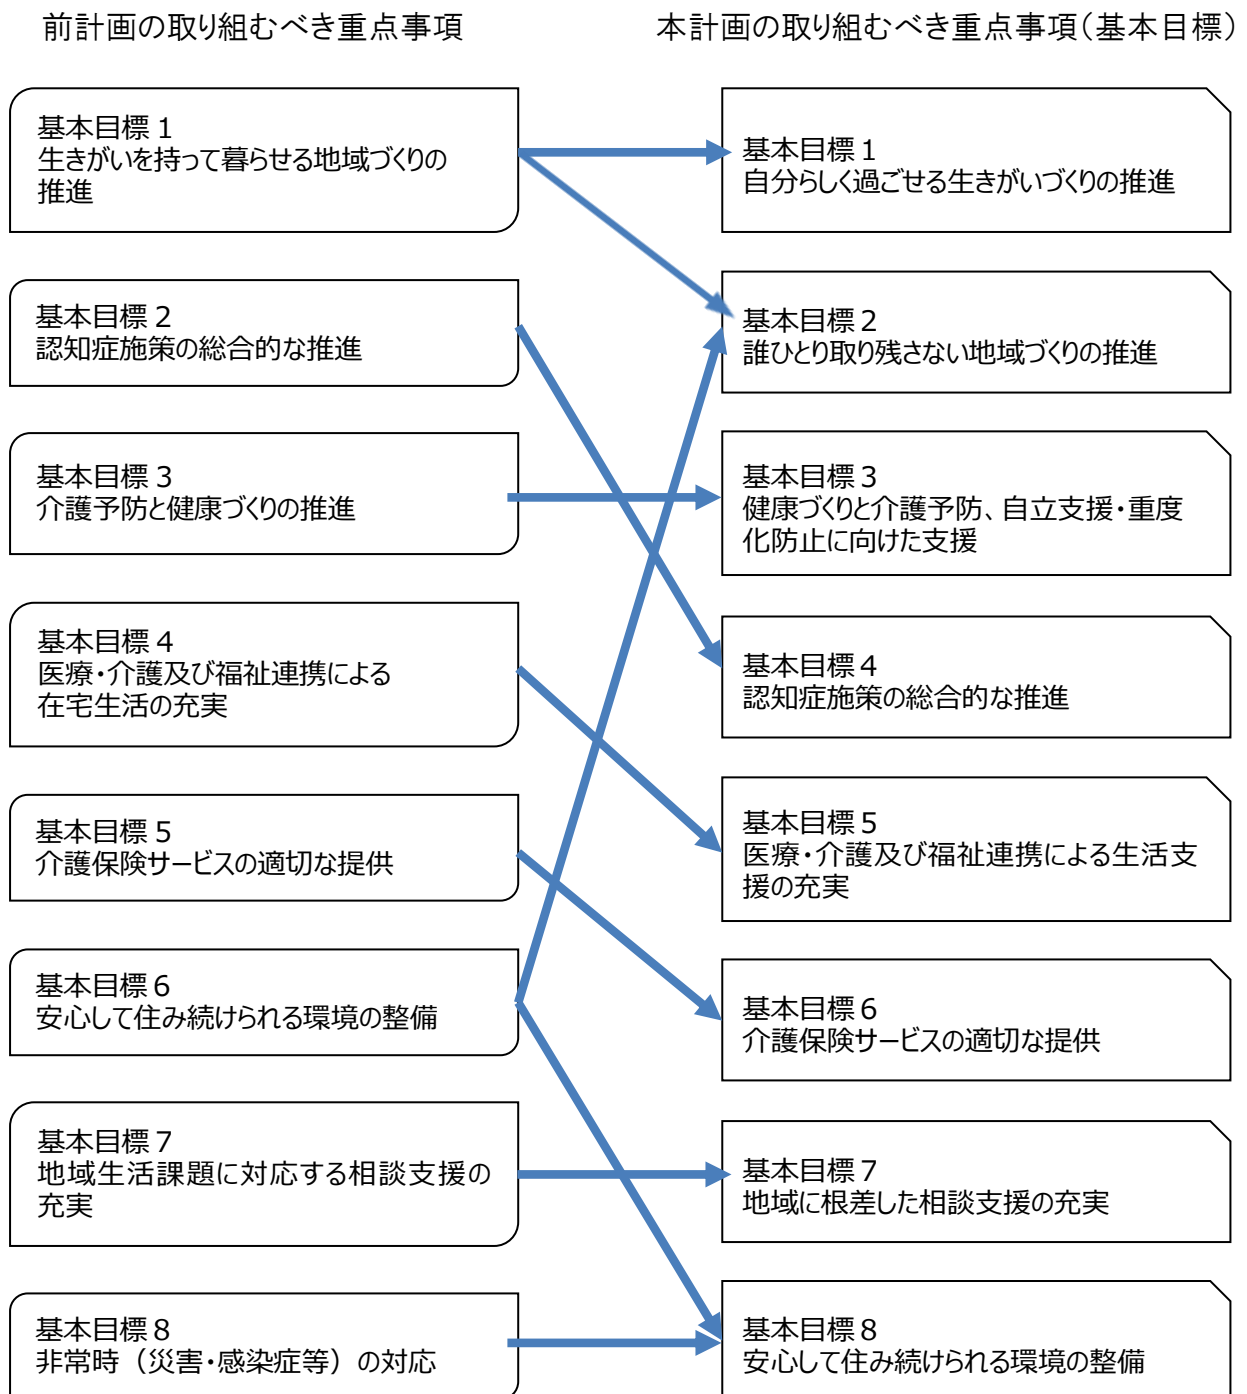 前計画の取り組むべき重点事項
本計画の取り組むべき重点事項（基本目標）
基本目標１
生きがいを持って暮らせる地域づくりの
推進
基本目標１
自分らしく過ごせる生きがいづくりの推進
基本目標２
認知症施策の総合的な推進
基本目標２
誰ひとり取り残さない地域づくりの推進
基本目標３
介護予防と健康づくりの推進
基本目標３
健康づくりと介護予防、自立支援・重度
化防止に向けた支援
基本目標４
医療・介護及び福祉連携による
在宅生活の充実
基本目標４
認知症施策の総合的な推進
基本目標５
介護保険サービスの適切な提供
基本目標５
医療・介護及び福祉連携による生活支
援の充実
基本目標６
安心して住み続けられる環境の整備
基本目標６
介護保険サービスの適切な提供
基本目標７
地域生活課題に対応する相談支援の
充実
基本目標７
地域に根差した相談支援の充実
基本目標８
非常時（災害・感染症等）の対応
基本目標８
安心して住み続けられる環境の整備